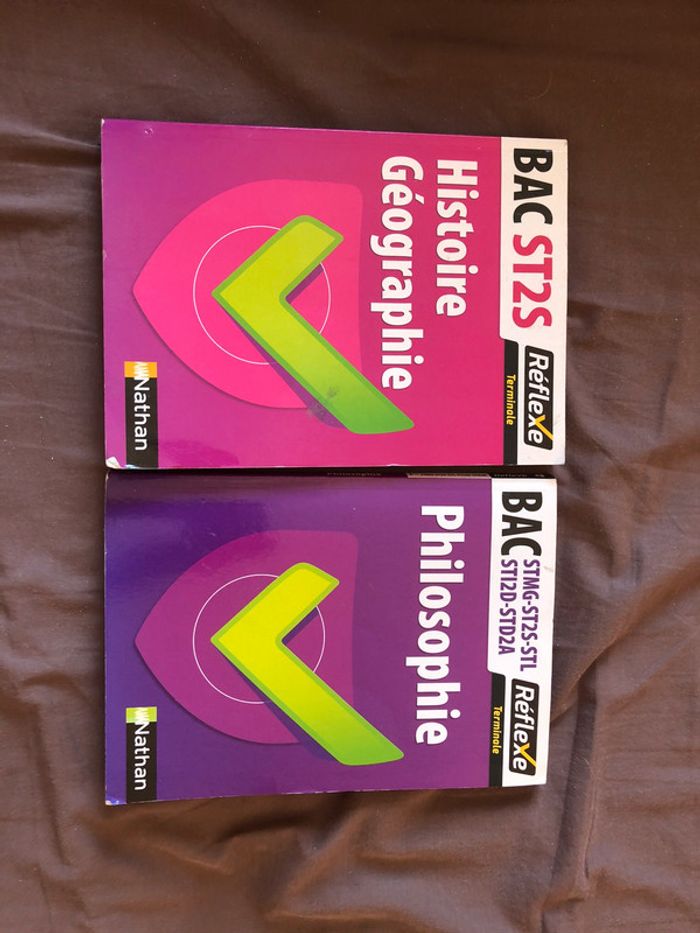 BAC ST2S
Réflexe
Terminale
Histoire
Géographie
Nathan
BAC
STMG-ST2S-STL
STI2D-STD2A
Réflexe
Terminale
Philosophie
Nathan